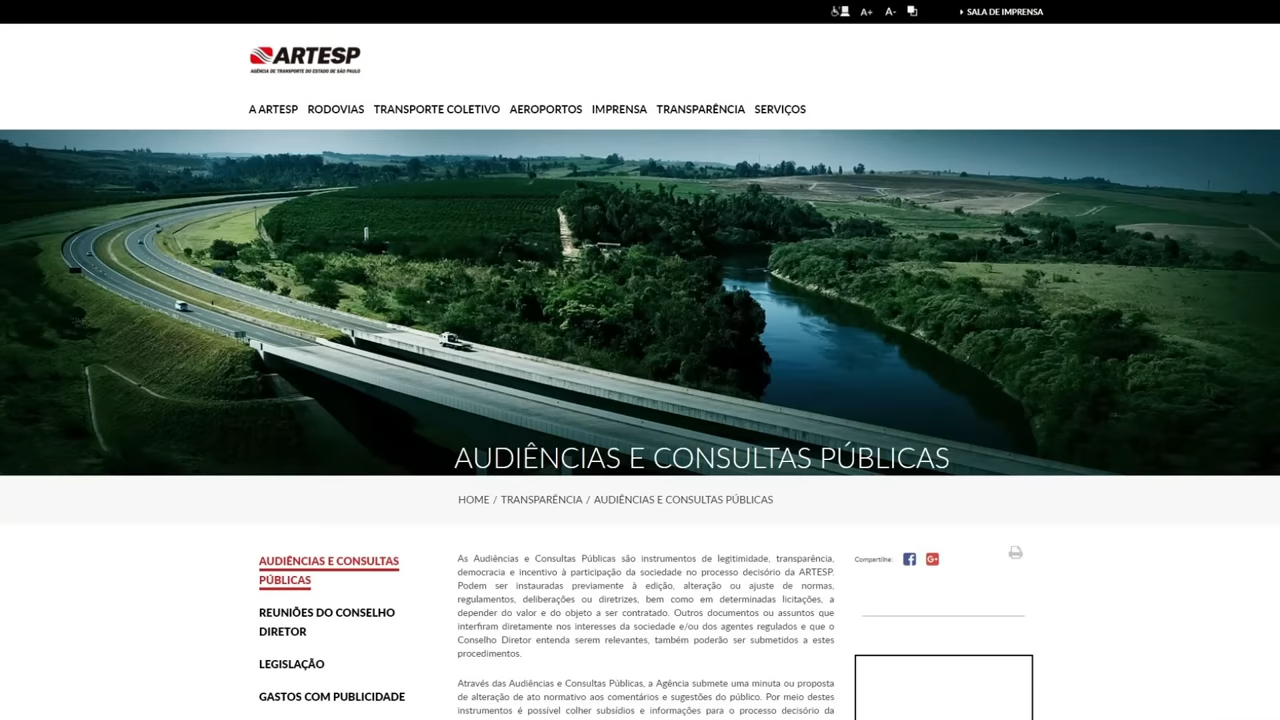 A+ A- SALA DE IMPRENSA
ARTESP
AGÊNCIA DE TRANSPORTE DO ESTADO DE SÃO PAULO
A ARTESP RODOVIAS TRANSPORTE COLETIVO AEROPORTOS IMPRENSA TRANSPARÊNCIA SERVIÇOS
AUDIÊNCIAS E CONSULTAS PÚBLICAS
HOME / TRANSPARÊNCIA / AUDIÊNCIAS E CONSULTAS PÚBLICAS
AUDIÊNCIAS E CONSULTAS
PÚBLICAS
REUNIÕES DO CONSELHO
DIRETOR
LEGISLAÇÃO
GASTOS COM PUBLICIDADE
As Audiências e Consultas Públicas são instrumentos de legitimidade, transparência,
democracia e incentivo à participação da sociedade no processo decisório da ARTESP.
Podem ser instauradas previamente à edição, alteração ou ajuste de normas,
regulamentos, deliberações ou diretrizes, bem como em determinadas licitações, a
depender do valor e do objeto a ser contratado. Outros documentos ou assuntos que
interfiram diretamente nos interesses da sociedade e/ou dos agentes regulados e que o
Conselho Diretor entenda serem relevantes, também poderão ser submetidos a estes
procedimentos.
Através das Audiências e Consultas Públicas, a Agência submete uma minuta ou proposta
de alteração de ato normativo aos comentários e sugestões do público. Por meio destes
instrumentos é possível colher subsídios e informações para o processo decisório da
Compartilhe: